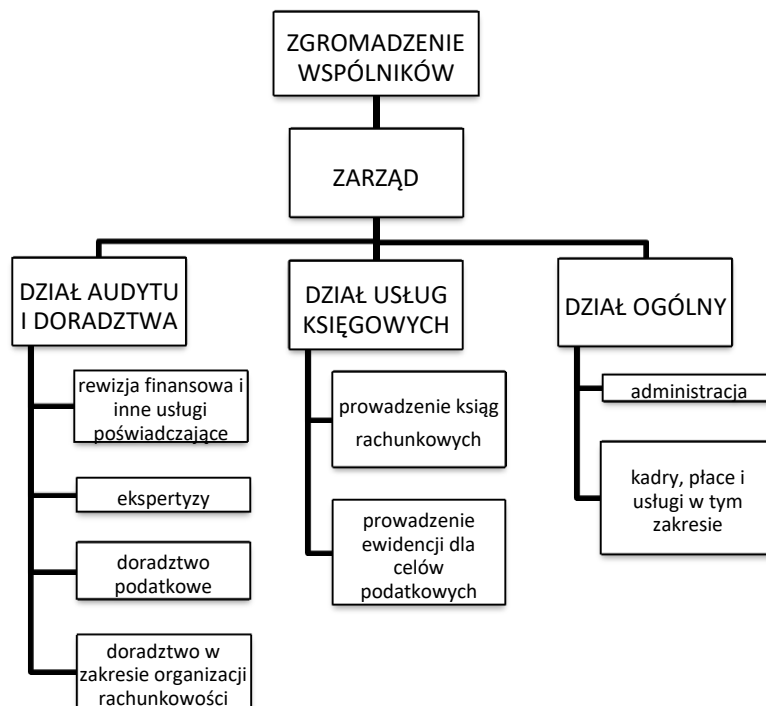 ZGROMADZENIE
WSPÓLNIKÓW
ZARZĄD
DZIAŁ AUDYTU
I DORADZTWA
rewizja finansowa i
inne usługi
poświadczające
ekspertyzy
doradztwo
podatkowe
doradztwo w
zakresie organizacji
rachunkowości
DZIAŁ USŁUG
KSIĘGOWYCH
prowadzenie ksiąg
rachunkowych
prowadzenie
ewidencji dla
celów
podatkowych
DZIAŁ OGÓLNY
administracja
kadry, płace i
usługi w tym
zakresie